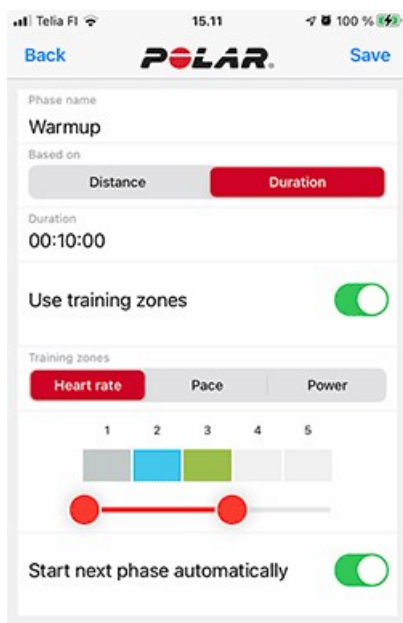 Telia FI 15.11 100 %
Back POLAR. Save
Phase name
Warmup
Based on
Distance Duration
Duration
00:10:00
Use training zones
Training zones
Heart rate Pace Power
1 2 3 4 5
Start next phase automatically